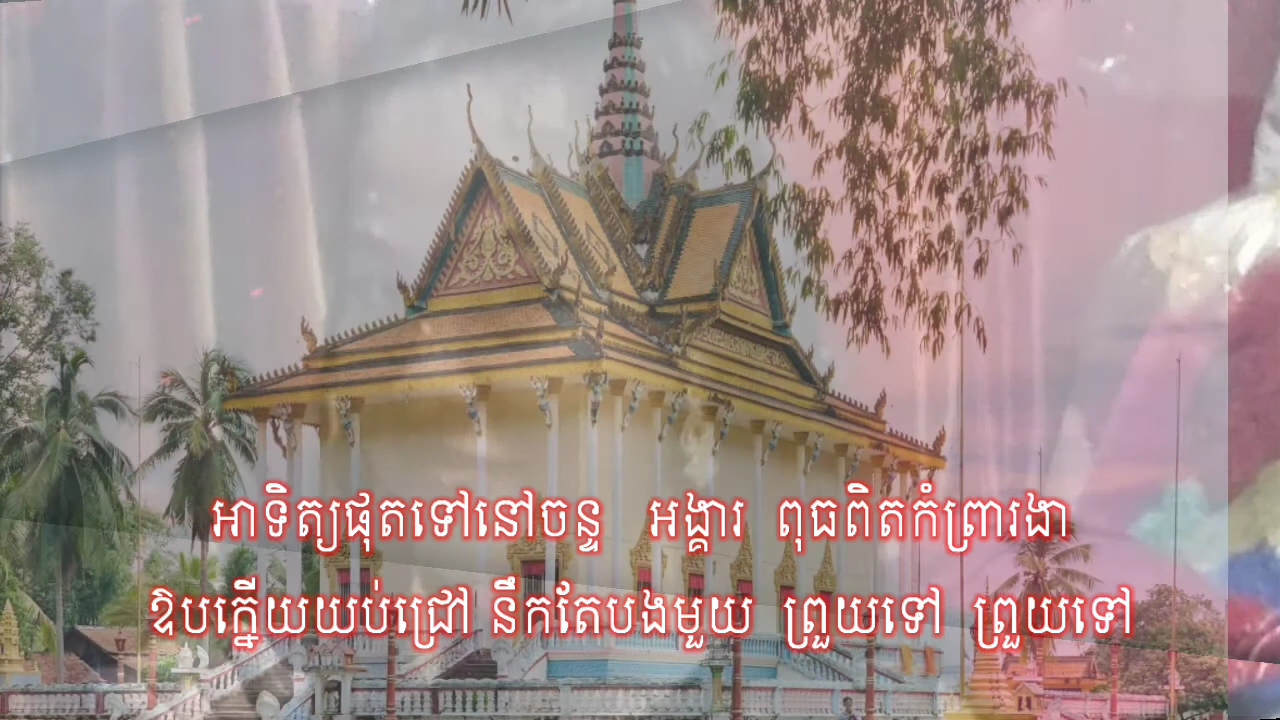 អាទិត្យផុតទៅនៅចន្ទ អង្គារ ពុធពិតកំព្រារងា
ឱបក្នើយយប់ជ្រៅ នឹកតែបងមួយ ព្រួយទៅ ព្រួយទៅ